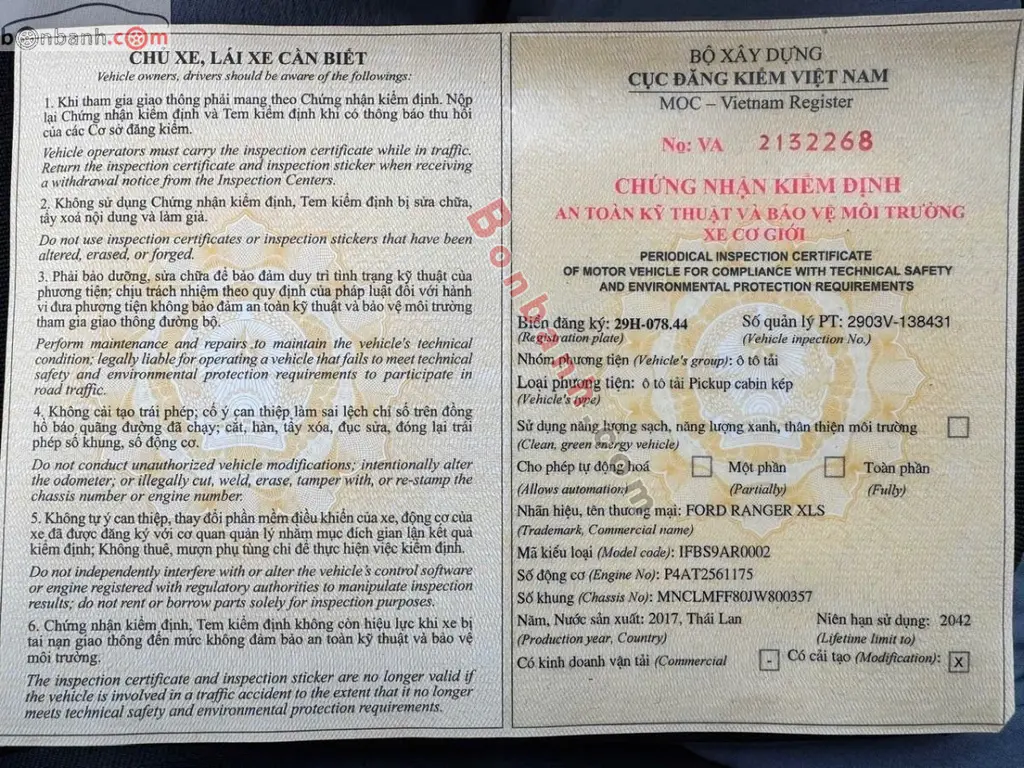 bonbanh.com
CHỦ XE, LÁI XE CẦN BIẾT
Vehicle owners, drivers should be aware of the followings:
1. Khi tham gia giao thông phải mang theo Chứng nhận kiểm định. Nộp
lại Chứng nhận kiểm định và Tem kiểm định khi có thông báo thu hồi
của các Cơ sở đăng kiểm.
Vehicle operators must carry the inspection certificate while in traffic.
Return the inspection certificate and inspection sticker when receiving
a withdrawal notice from the Inspection Centers.
2. Không sử dụng Chứng nhận kiểm định, Tem kiểm định bị sửa chữa,
tẩy xoá nội dung và làm giả.
Do not use inspection certificates or inspection stickers that have been
altered, erased, or forged.
3. Phải bảo dưỡng, sửa chữa để bảo đảm duy trì tình trạng kỹ thuật của
phương tiện; chịu trách nhiệm theo quy định của pháp luật đối với hành
vi đưa phương tiện không bảo đảm an toàn kỹ thuật và bảo vệ môi trường
tham gia giao thông đường bộ.
Perform maintenance and repairs to maintain the vehicle's technical
condition; legally liable for operating a vehicle that fails to meet technical
safety and environmental protection requirements to participate in
road traffic.
4. Không cải tạo trái phép; cố ý can thiệp làm sai lệch chỉ số trên đồng
hồ báo quãng đường đã chạy; cắt, hàn, tẩy xóa, đục sửa, đóng lại trái
phép số khung, số động cơ.
Do not conduct unauthorized vehicle modifications; intentionally alter
the odometer; or illegally cut, weld, erase, tamper with, or re-stamp the
chassis number or engine number.
5. Không tự ý can thiệp, thay đổi phần mềm điều khiển của xe, động cơ của
xe đã được đăng ký với cơ quan quản lý nhằm mục đích gian lận kết quả
kiểm định; Không thuê, mượn phụ tùng chỉ để thực hiện việc kiểm định.
Do not independently interfere with or alter the vehicle's control software
or engine registered with regulatory authorities to manipulate inspection
results; do not rent or borrow parts solely for inspection purposes.
6. Chứng nhận kiểm định, Tem kiểm định không còn hiệu lực khi xe bị
tai nạn giao thông đến mức không đảm bảo an toàn kỹ thuật và bảo vệ
môi trường.
The inspection certificate and inspection sticker are no longer valid if
the vehicle is involved in a traffic accident to the extent that it no longer
meets technical safety and environmental protection requirements.
BỘ XÂY DỰNG
CỤC ĐĂNG KIỂM VIỆT NAM
MOC – Vietnam Register
No: VA 2132268
CHỨNG NHẬN KIỂM ĐỊNH
AN TOÀN KỸ THUẬT VÀ BẢO VỆ MÔI TRƯỜNG
XE CƠ GIỚI
PERIODICAL INSPECTION CERTIFICATE
OF MOTOR VEHICLE FOR COMPLIANCE WITH TECHNICAL SAFETY
AND ENVIRONMENTAL PROTECTION REQUIREMENTS
Biển đăng ký: 29H-078.44 Số quản lý PT: 2903V-138431
(Registration plate) (Vehicle inspection No.)
Nhóm phương tiện (Vehicle's group): ô tô tải
Loại phương tiện: ô tô tải Pickup cabin kép
(Vehicle's type)
Sử dụng năng lượng sạch, năng lượng xanh, thân thiện môi trường
(Clean, green energy vehicle)
Cho phép tự động hoá Một phần Toàn phần
(Allows automation) (Partially) (Fully)
Nhãn hiệu, tên thương mại: FORD RANGER XLS
(Trademark, Commercial name)
Mã kiểu loại (Model code): IFBS9AR0002
Số động cơ (Engine No): P4AT2561175
Số khung (Chassis No): MNCLMFF80JW800357
Năm, Nước sản xuất: 2017, Thái Lan Niên hạn sử dụng: 2042
(Production year, Country) (Lifetime limit to)
Có kinh doanh vận tải (Commercial - Có cải tạo (Modification): X
Bonbanh.com